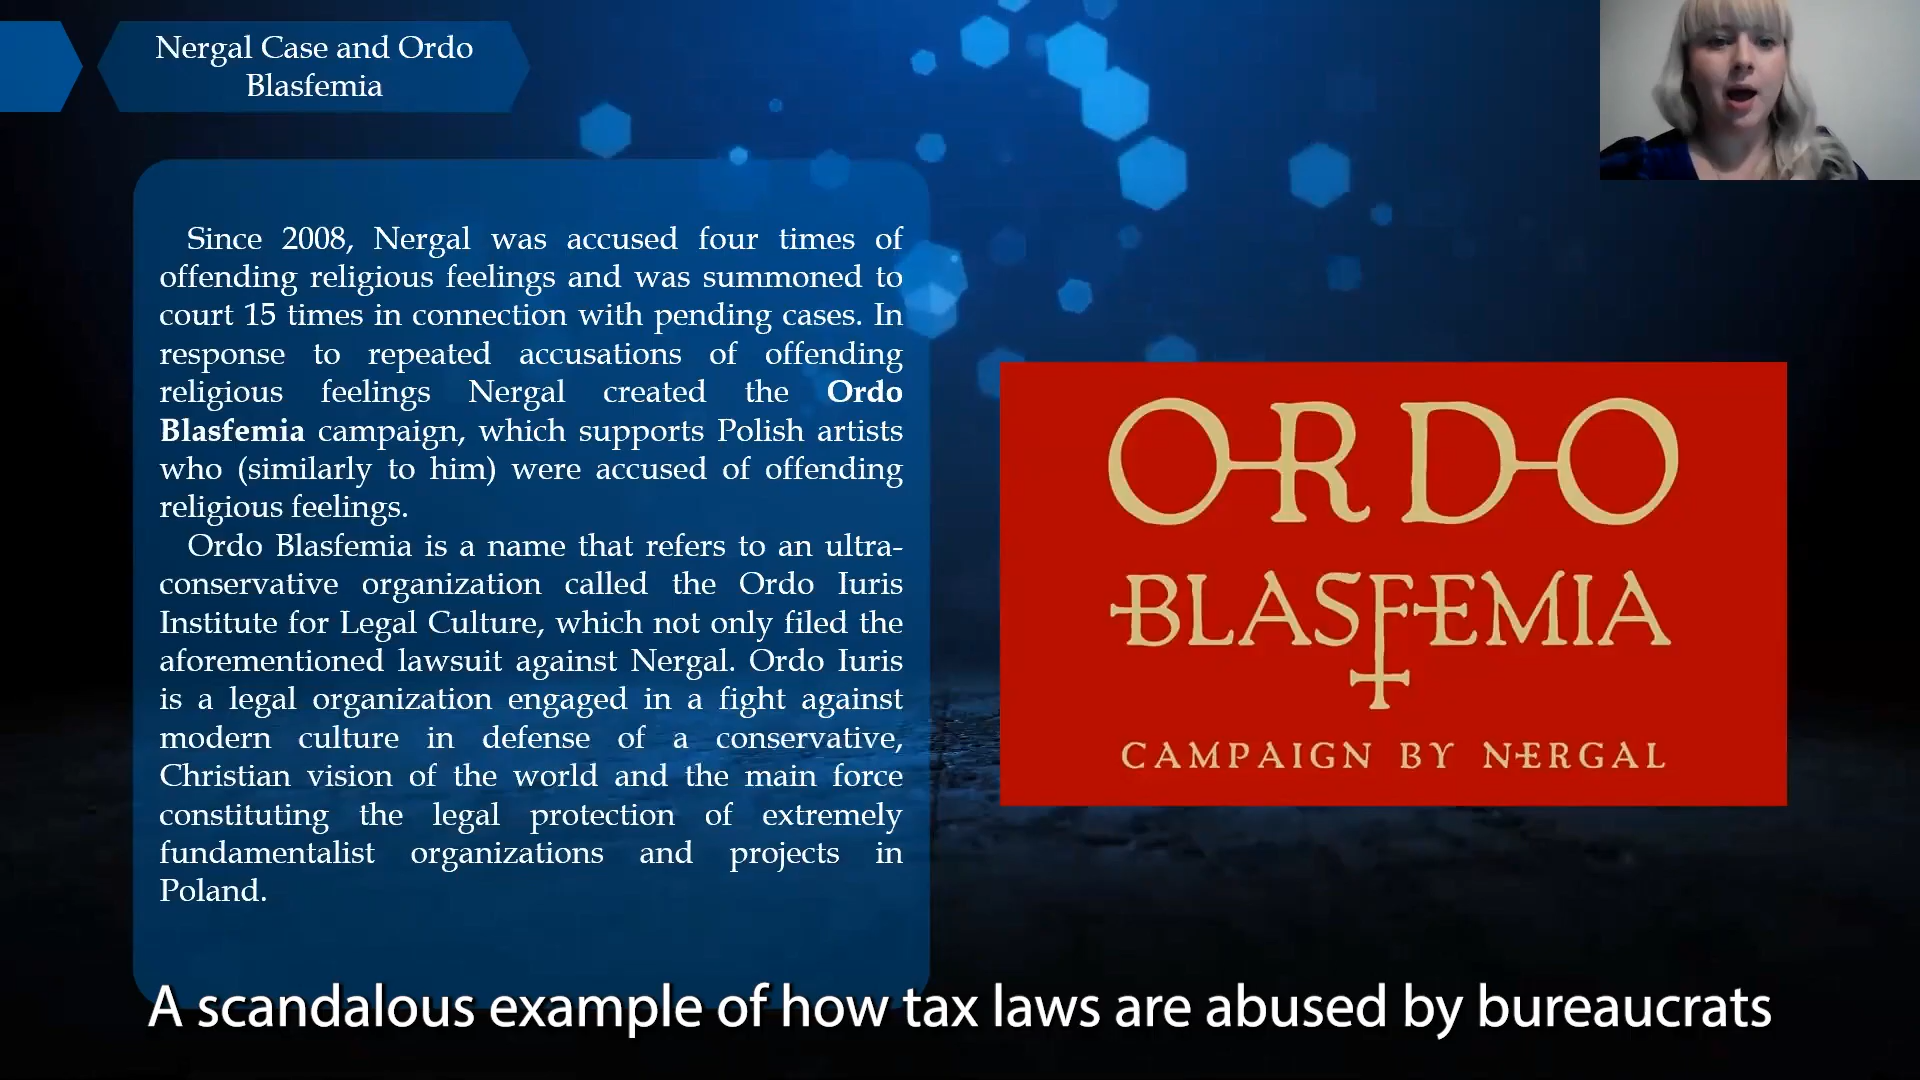 Nergal Case and Ordo
Blasfemia
Since 2008, Nergal was accused four times of
offending religious feelings and was summoned to
court 15 times in connection with pending cases. In
response to repeated accusations of offending
religious feelings Nergal created the Ordo
Blasfemia campaign, which supports Polish artists
who (similarly to him) were accused of offending
religious feelings.
Ordo Blasfemia is a name that refers to an ultra-
conservative organization called the Ordo Iuris
Institute for Legal Culture, which not only filed the
aforementioned lawsuit against Nergal. Ordo Iuris
is a legal organization engaged in a fight against
modern culture in defense of a conservative,
Christian vision of the world and the main force
constituting the legal protection of extremely
fundamentalist organizations and projects in
Poland.
ORDO
BLASFEMIA
CAMPAIGN BY NERGAL
A scandalous example of how tax laws are abused by bureaucrats